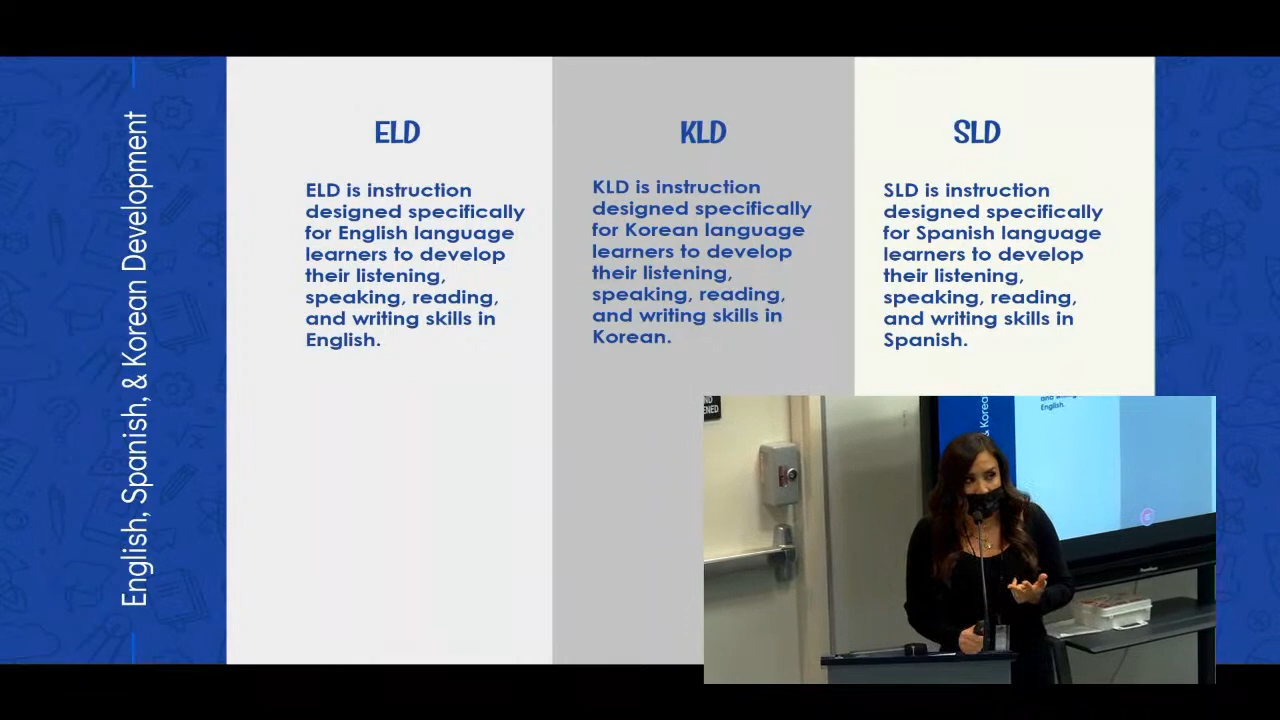 English, Spanish, & Korean Development
ELD
ELD is instruction
designed specifically
for English language
learners to develop
their listening,
speaking, reading,
and writing skills in
English.
KLD
KLD is instruction
designed specifically
for Korean language
learners to develop
their listening,
speaking, reading,
and writing skills in
Korean.
SLD
SLD is instruction
designed specifically
for Spanish language
learners to develop
their listening,
speaking, reading,
and writing skills in
Spanish.
& Korea
English.